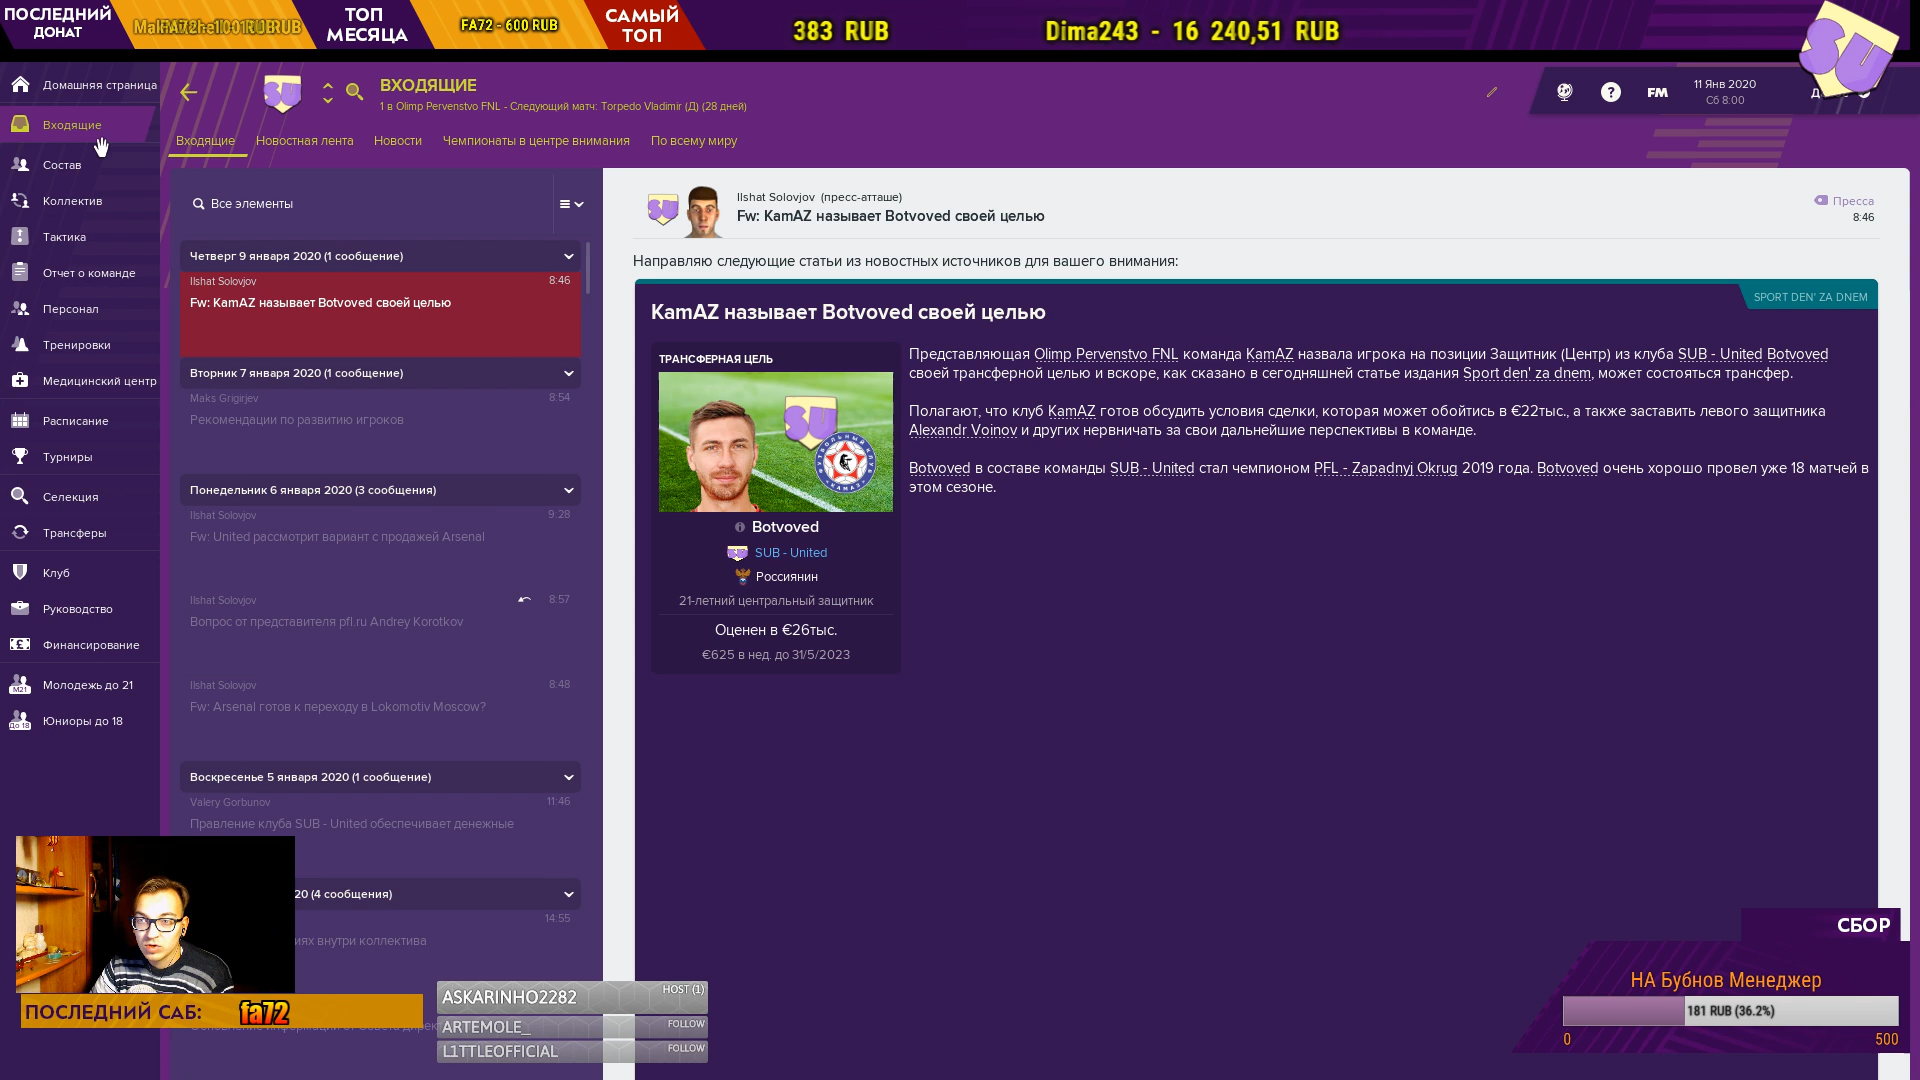 ПОСЛЕДНИЙ ДОНАТ
ТОП МЕСЯЦА
FA72 - 600 RUB
САМЫЙ ТОП
383 RUB
Dima243 - 16 240,51 RUB
SU
Домашняя страница
Входящие
Состав
Коллектив
Тактика
Отчет о команде
Персонал
Тренировки
Медицинский центр
Расписание
Турниры
Селекция
Трансферы
Клуб
Руководство
Финансирование
Молодежь до 21
Юниоры до 18
ВХОДЯЩИЕ
1 в Olimp Pervenstvo FNL - Следующий матч: Torpedo Vladimir (Д) (28 дней)
FM
11 Янв 2020
Сб 8:00
Входящие
Новостная лента
Новости
Чемпионаты в центре внимания
По всему миру
Все элементы
Четверг 9 января 2020 (1 сообщение)
Ilshat Solovjov 8:46
Fw: KamAZ называет Botvoved своей целью
Вторник 7 января 2020 (1 сообщение)
Maks Grigirjev 8:54
Рекомендации по развитию игроков
Понедельник 6 января 2020 (3 сообщения)
Ilshat Solovjov 9:28
Fw: United рассмотрит вариант с продажей Arsenal
Ilshat Solovjov 8:57
Вопрос от представителя pfl.ru Andrey Korotkov
Ilshat Solovjov 8:48
Fw: Arsenal готов к переходу в Lokomotiv Moscow?
Воскресенье 5 января 2020 (1 сообщение)
Valery Gorbunov 11:46
Правление клуба SUB - United обеспечивает денежные
20 (4 сообщения)
14:55
иях внутри коллектива
Ilshat Solovjov (пресс-атташе)
Fw: KamAZ называет Botvoved своей целью
Пресса
8:46
Направляю следующие статьи из новостных источников для вашего внимания:
SPORT DEN' ZA DNEM
KamAZ называет Botvoved своей целью
ТРАНСФЕРНАЯ ЦЕЛЬ
Botvoved
SUB - United
Россиянин
21-летний центральный защитник
Оценен в €26тыс.
€625 в нед. до 31/5/2023
Представляющая Olimp Pervenstvo FNL команда KamAZ назвала игрока на позиции Защитник (Центр) из клуба SUB - United Botvoved
своей трансферной целью и вскоре, как сказано в сегодняшней статье издания Sport den' za dnem, может состояться трансфер.
Полагают, что клуб KamAZ готов обсудить условия сделки, которая может обойтись в €22тыс., а также заставить левого защитника
Alexandr Voinov и других нервничать за свои дальнейшие перспективы в команде.
Botvoved в составе команды SUB - United стал чемпионом PFL - Zapadnyj Okrug 2019 года. Botvoved очень хорошо провел уже 18 матчей в
этом сезоне.
ПОСЛЕДНИЙ САБ: fa72
ASKARINHO2282 HOST (1)
ARTEMOLE_ FOLLOW
L1TTLEOFFICIAL FOLLOW
СБОР
НА Бубнов Менеджер
181 RUB (36.2%)
0 500